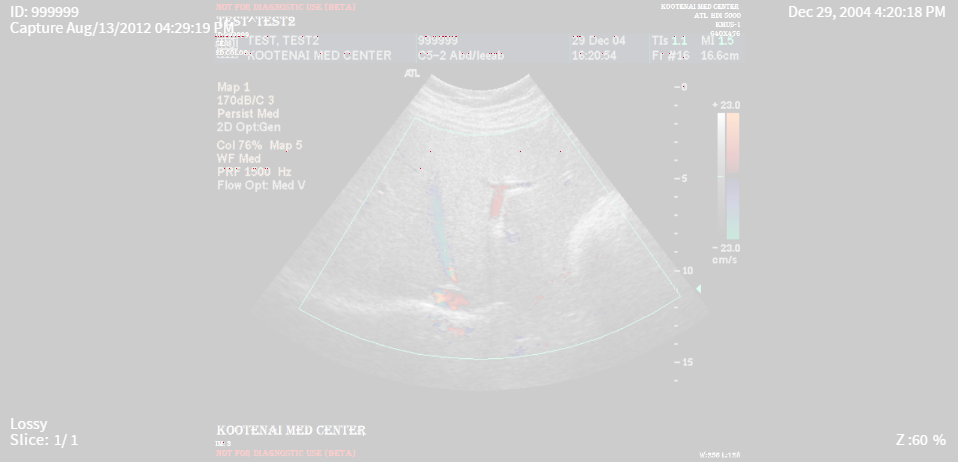 ID: 999999
Capture Aug/13/2012 04:29:19 PM
NOT FOR DIAGNOSTIC USE (BETA)
TEST^TEST2
KOOTENAI MED CENTER
ATL HDI 5000
KMUS-1
640X476
Dec 29, 2004 4:20:18 PM
TEST, TEST2 999999 29 Dec 04 TIs 1.1 MI 1.5
KOOTENAI MED CENTER C5-2 Abd/ 16:20:54 Fr #16 16.6cm
ATL
Map 1
170dB/C 3
Persist Med
2D Opt:Gen
Col 76% Map 5
WF Med
PRF 1500 Hz
Flow Opt: Med V
0
5
10
15
+ 23.0
- 23.0
cm/s
Lossy
Slice: 1/ 1
KOOTENAI MED CENTER
NOT FOR DIAGNOSTIC USE (BETA)
Z :60 %